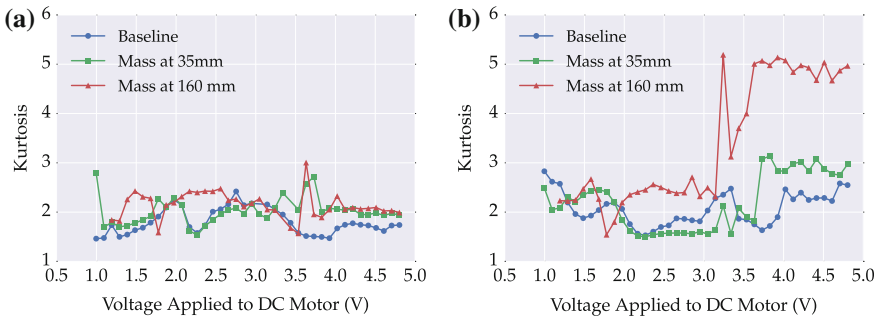 (a)
6
5
4
3
2
1
Kurtosis
Baseline
Mass at 35mm
Mass at 160 mm
0.5 1.0 1.5 2.0 2.5 3.0 3.5 4.0 4.5 5.0
Voltage Applied to DC Motor (V)
(b)
6
5
4
3
2
1
Kurtosis
Baseline
Mass at 35mm
Mass at 160 mm
0.5 1.0 1.5 2.0 2.5 3.0 3.5 4.0 4.5 5.0
Voltage Applied to DC Motor (V)